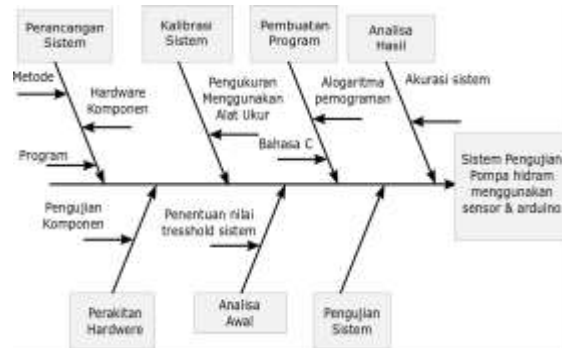 Perancangan
Sistem
Kalibrasi
Sistem
Pembuatan
Program
Analisa
Hasil
Metode
Hardware
Komponen
Program
Pengukuran
Menggunakan
Alat Ukur
Bahasa C
Alogaritma
pemograman
Akurasi sistem
Sistem Pengujian
Pompa hidram
menggunakan
sensor & arduino
Pengujian
Komponen
Penentuan nilai
tresshold sistem
Perakitan
Hardwere
Analisa
Awal
Pengujian
Sistem